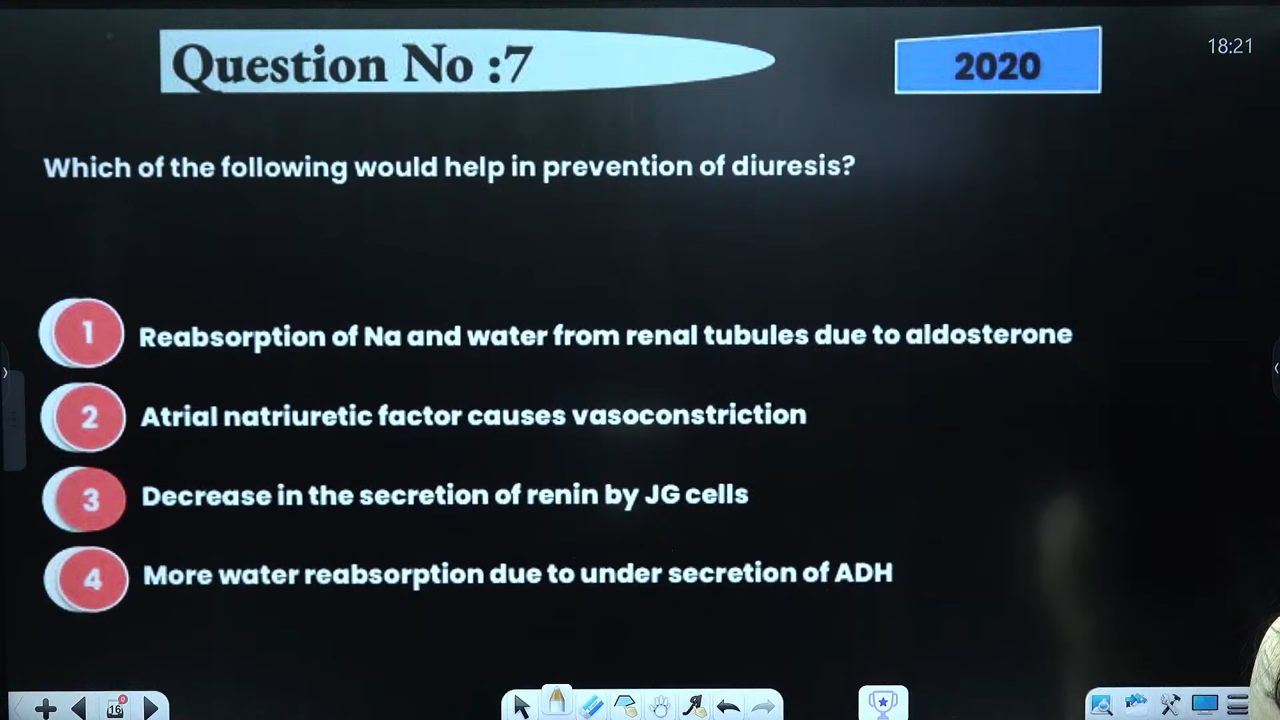 Question No :7
2020
18:21
Which of the following would help in prevention of diuresis?
1
Reabsorption of Na and water from renal tubules due to aldosterone
2
Atrial natriuretic factor causes vasoconstriction
3
Decrease in the secretion of renin by JG cells
4
More water reabsorption due to under secretion of ADH
16
0